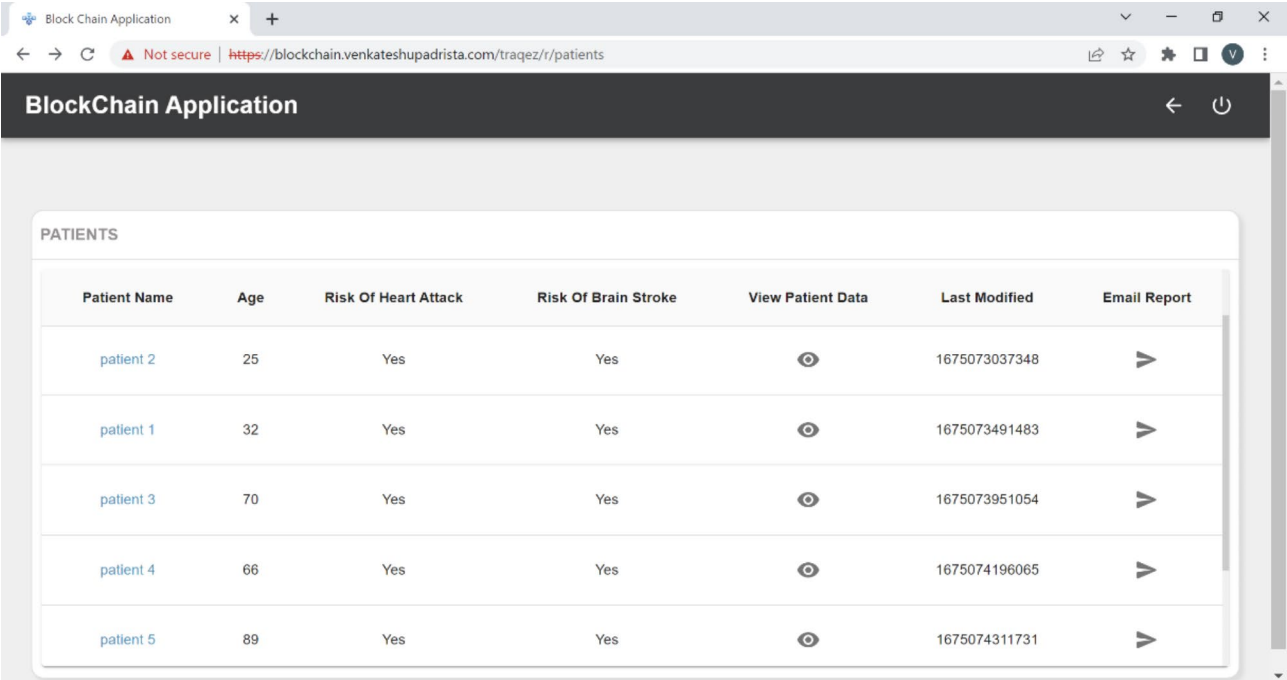 Block Chain Application
Not secure | https://blockchain.venkateshupadrista.com/traqez/r/patients
V
BlockChain Application
PATIENTS
Patient Name Age Risk Of Heart Attack Risk Of Brain Stroke View Patient Data Last Modified Email Report
patient 2 25 Yes Yes 1675073037348
patient 1 32 Yes Yes 1675073491483
patient 3 70 Yes Yes 1675073951054
patient 4 66 Yes Yes 1675074196065
patient 5 89 Yes Yes 1675074311731